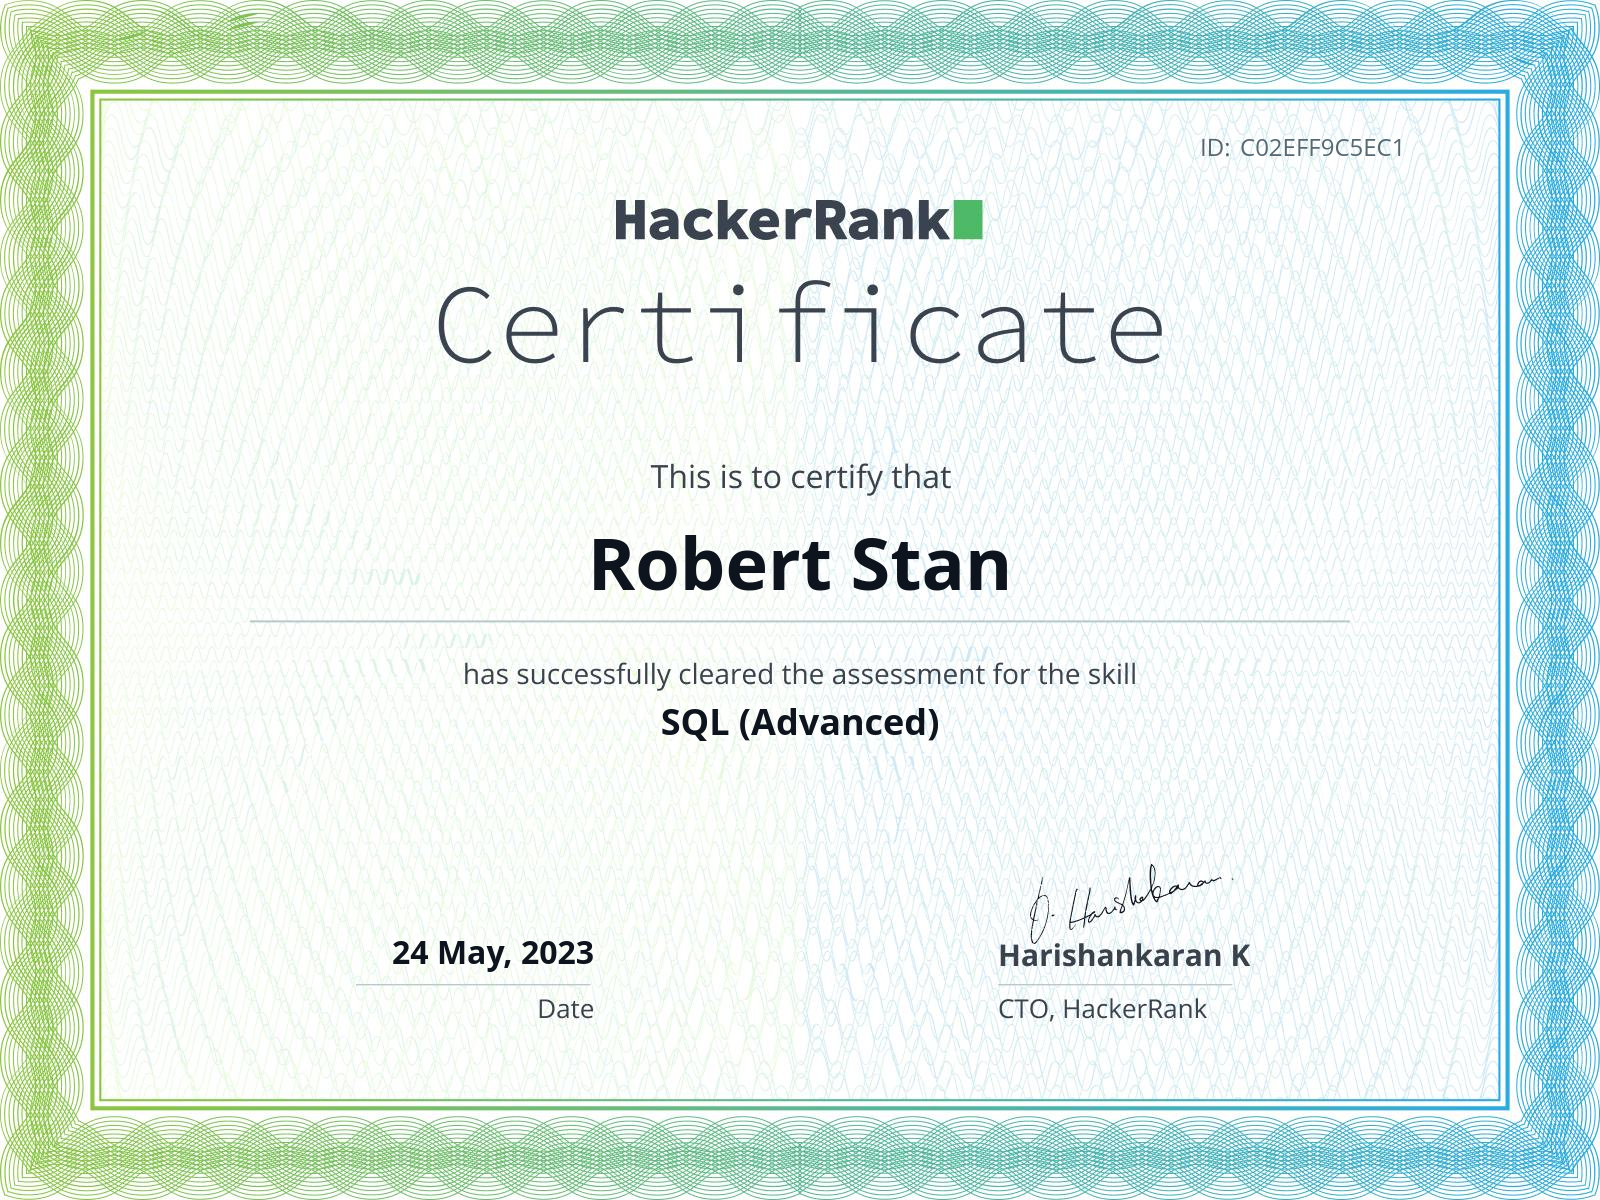 ID: C02EFF9C5EC1
HackerRank
Certificate
This is to certify that
Robert Stan
has successfully cleared the assessment for the skill
SQL (Advanced)
24 May, 2023
Date
Harishankaran K
CTO, HackerRank